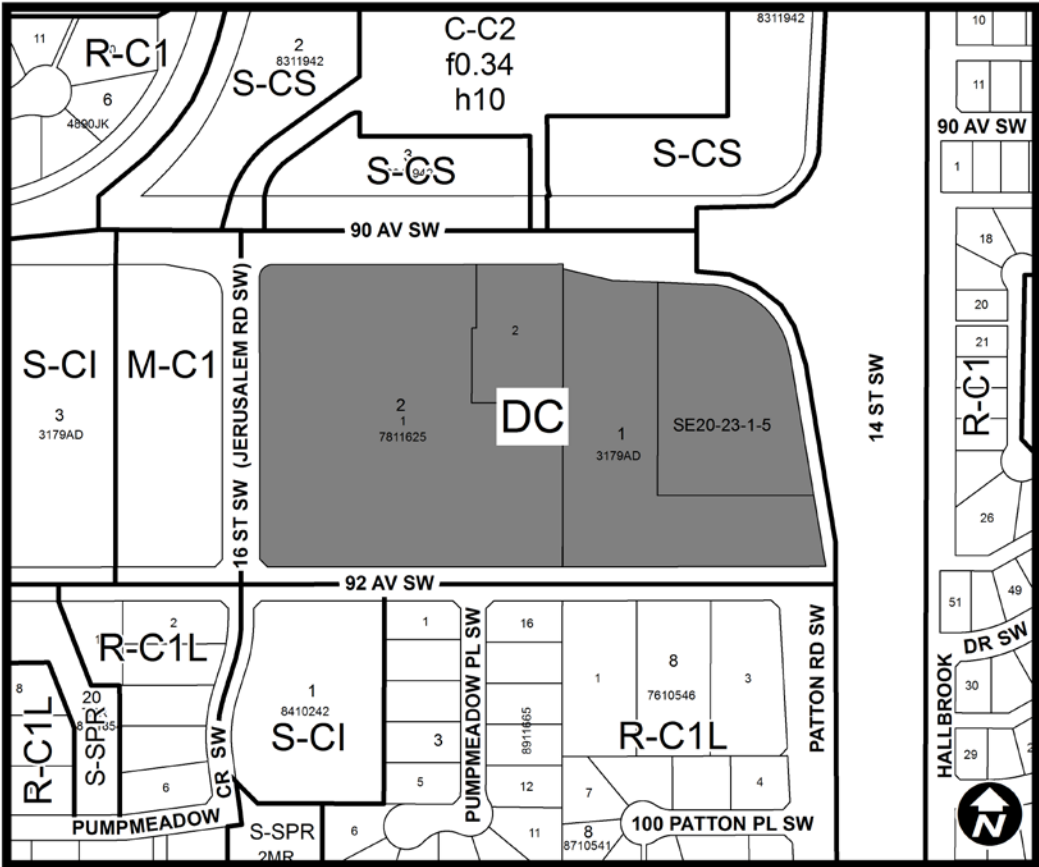 11
R-C1
6
4890JK
2
8311942
S-CS
C-C2
f0.34
h10
8311942
10
11
90 AV SW
3
S-CS
S-CS
1
90 AV SW
18
20
21
R-C1
26
S-CI
3
3179AD
M-C1
16 ST SW (JERUSALEM RD SW)
2
1
7811625
2
DC
1
3179AD
SE20-23-1-5
14 ST SW
92 AV SW
51
49
HALLBROOK
DR SW
30
29
2
R-C1L
8
R-C1L
20
S-SPR
6
PUMPMEADOW
CR SW
1
8410242
S-CI
1
3
5
PUMPMEADOW PL SW
16
8911665
12
11
6
1
8
7610546
3
R-C1L
PATTON RD SW
7
4
8
8710541
100 PATTON PL SW
S-SPR
2MR
N